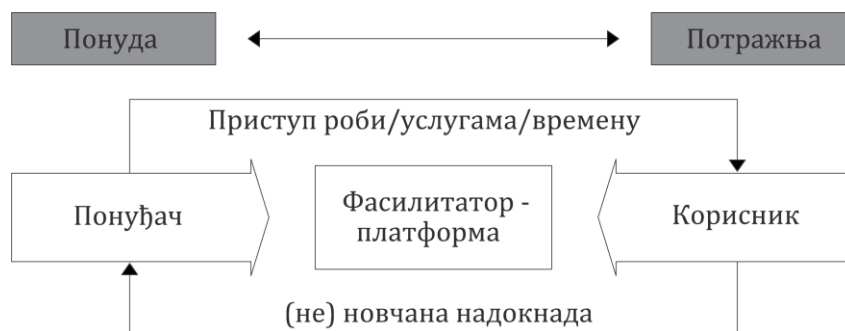 Понуда
Потражња
Приступ роби/услугама/времену
Понуђач
Фасилитатор -
платформа
Корисник
(не) новчана надокнада